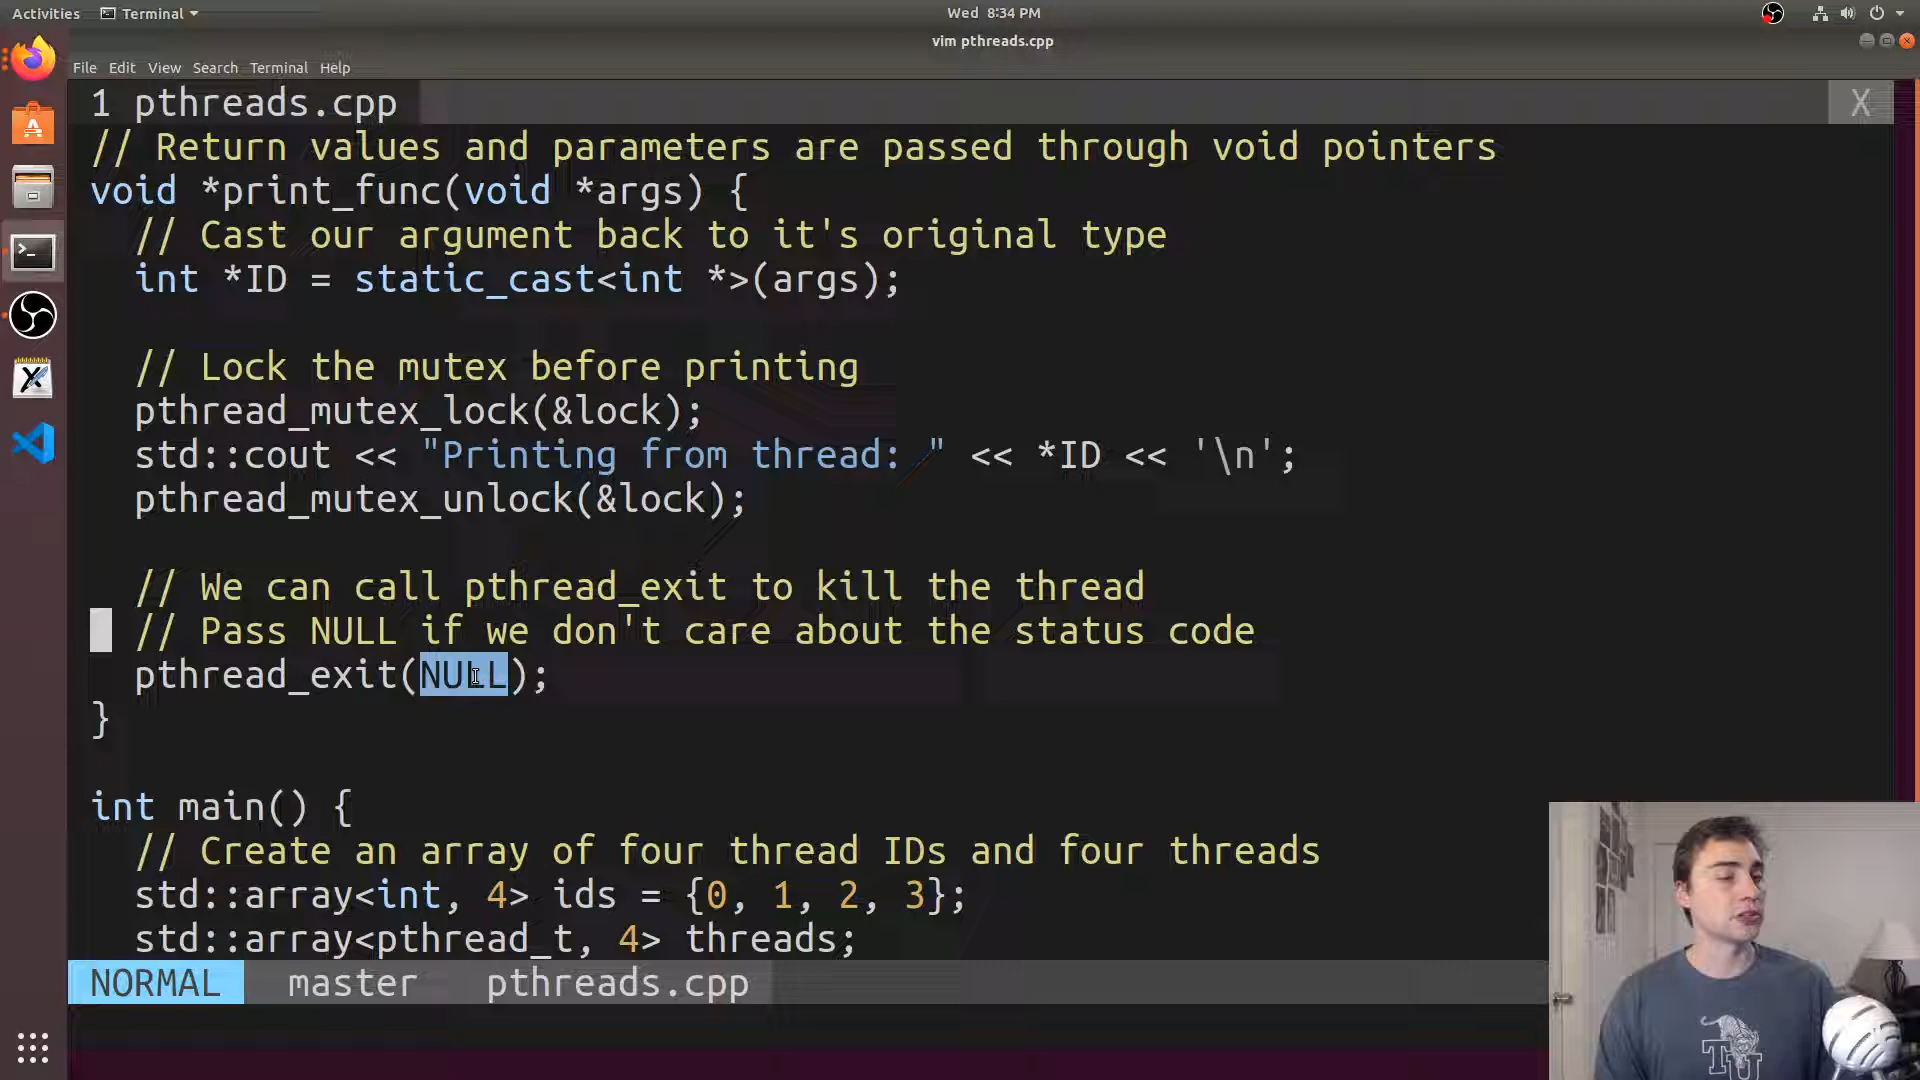 Activities Terminal Wed 8:34 PM
vim pthreads.cpp
File Edit View Search Terminal Help
1 pthreads.cpp X
// Return values and parameters are passed through void pointers
void *print_func(void *args) {
// Cast our argument back to it's original type
int *ID = static_cast<int *>(args);
// Lock the mutex before printing
pthread_mutex_lock(&lock);
std::cout << "Printing from thread: " << *ID << '\n';
pthread_mutex_unlock(&lock);
// We can call pthread_exit to kill the thread
// Pass NULL if we don't care about the status code
pthread_exit(NULL);
}
int main() {
// Create an array of four thread IDs and four threads
std::array<int, 4> ids = {0, 1, 2, 3};
std::array<pthread_t, 4> threads;
NORMAL master pthreads.cpp
TU